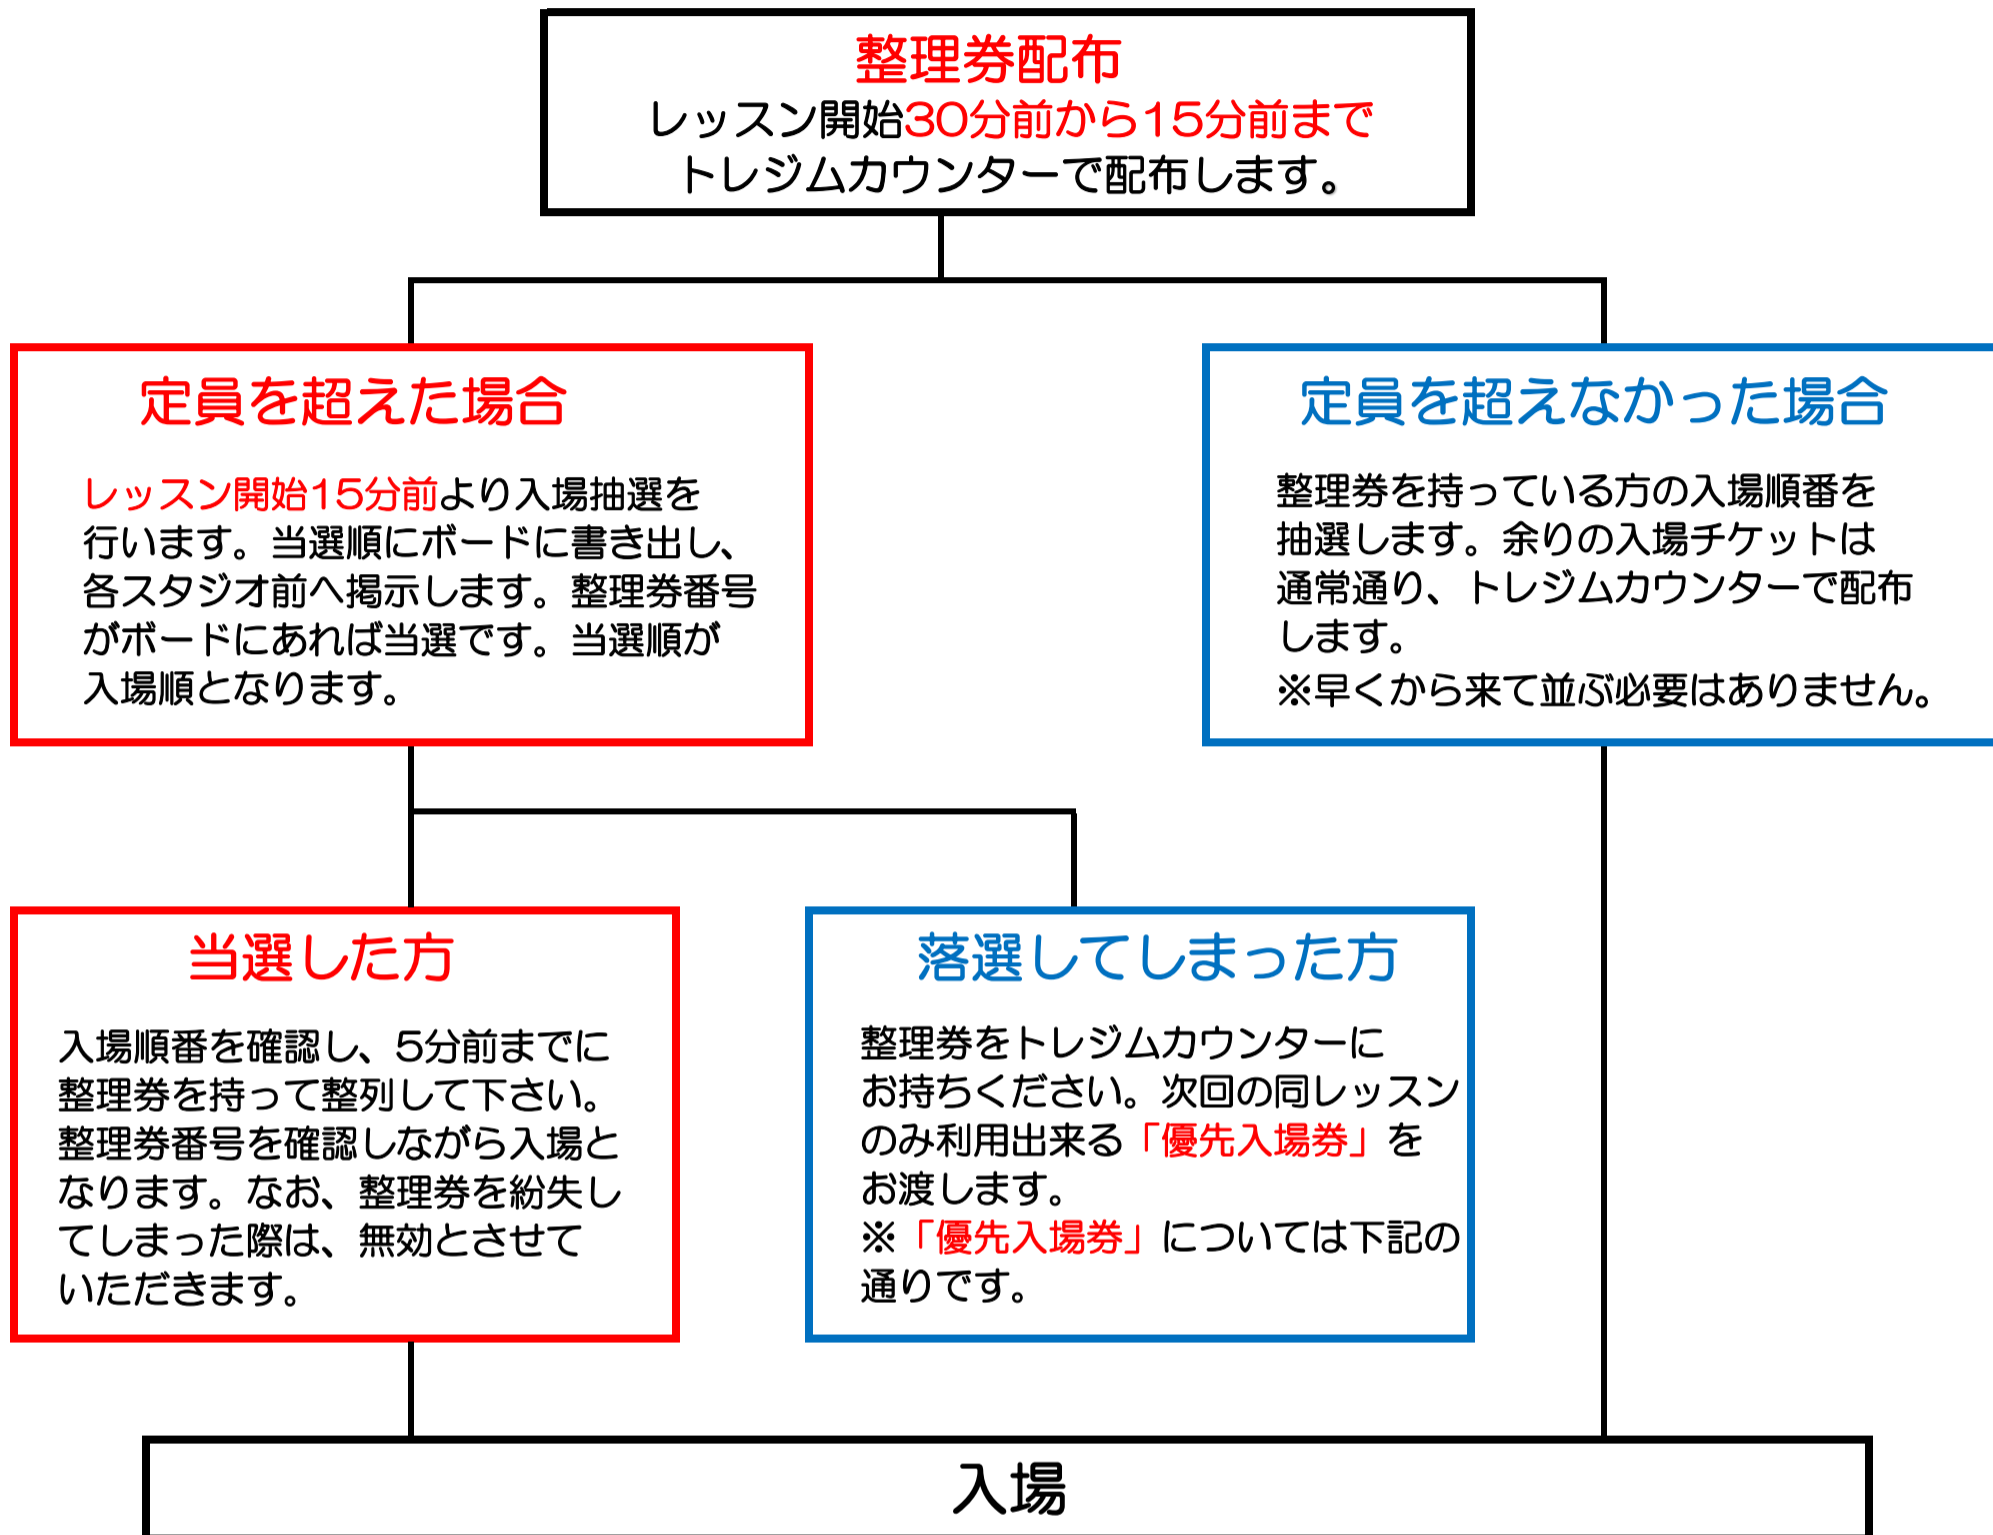 整理券配布
レッスン開始30分前から15分前まで
トレジムカウンターで配布します。
定員を超えた場合
レッスン開始15分前より入場抽選を
行います。当選順にボードに書き出し、
各スタジオ前へ掲示します。整理券番号
がボードにあれば当選です。当選順が
入場順となります。
定員を超えなかった場合
整理券を持っている方の入場順番を
抽選します。余りの入場チケットは
通常通り、トレジムカウンターで配布
します。
※早くから来て並ぶ必要はありません。
当選した方
入場順番を確認し、5分前までに
整理券を持って整列して下さい。
整理券番号を確認しながら入場と
なります。なお、整理券を紛失し
てしまった際は、無効とさせて
いただきます。
落選してしまった方
整理券をトレジムカウンターに
お持ちください。次回の同レッスン
のみ利用出来る「優先入場券」を
お渡します。
※「優先入場券」については下記の
通りです。
入場